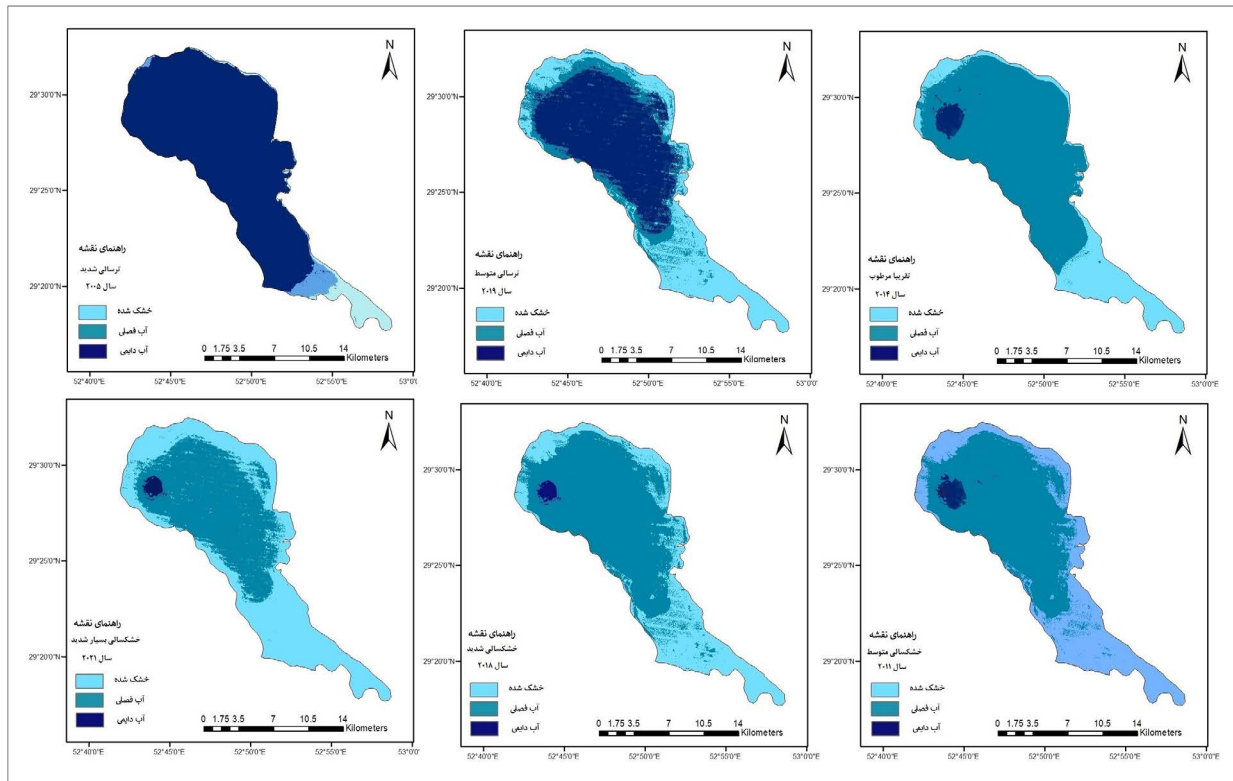 N
29°30'0"N
29°25'0"N
29°20'0"N
راهنمای نقشه
ترسالی شدید
سال ۲۰۰۵
خشک شده
آب فصلی
آب دایمی
0 1.75 3.5 7 10.5 14
Kilometers
52°40'0"E 52°45'0"E 52°50'0"E 52°55'0"E 53°0'0"
N
29°30'0"N
29°25'0"N
29°20'0"N
راهنمای نقشه
ترسالی متوسط
سال ۲۰۱۹
خشک شده
آب فصلی
آب دایمی
0 1.75 3.5 7 10.5 14
Kilometers
52°40'0"E 52°45'0"E 52°50'0"E 52°55'0"E 53°0'0"
N
29°30'0"N
29°25'0"N
29°20'0"N
راهنمای نقشه
تقریبا مرطوب
سال ۲۰۱۴
خشک شده
آب فصلی
آب دایمی
0 1.75 3.5 7 10.5 14
Kilometers
52°40'0"E 52°45'0"E 52°50'0"E 52°55'0"E 53°0'0"E
N
29°30'0"N
29°25'0"N
29°20'0"N
راهنمای نقشه
خشکسالی بسیار شدید
سال ۲۰۲۱
خشک شده
آب فصلی
آب دایمی
0 1.75 3.5 7 10.5 14
Kilometers
52°40'0"E 52°45'0"E 52°50'0"E 52°55'0"E 53°0'0"
N
29°30'0"N
29°25'0"N
29°20'0"N
راهنمای نقشه
خشکسالی شدید
سال ۲۰۱۸
خشک شده
آب فصلی
آب دایمی
0 1.75 3.5 7 10.5 14
Kilometers
52°40'0"E 52°45'0"E 52°50'0"E 52°55'0"E 53°0'0"
N
29°30'0"N
29°25'0"N
29°20'0"N
راهنمای نقشه
خشکسالی متوسط
سال ۲۰۱۱
خشک شده
آب فصلی
آب دایمی
0 1.75 3.5 7 10.5 14
Kilometers
52°40'0"E 52°45'0"E 52°50'0"E 52°55'0"E 53°0'0"E